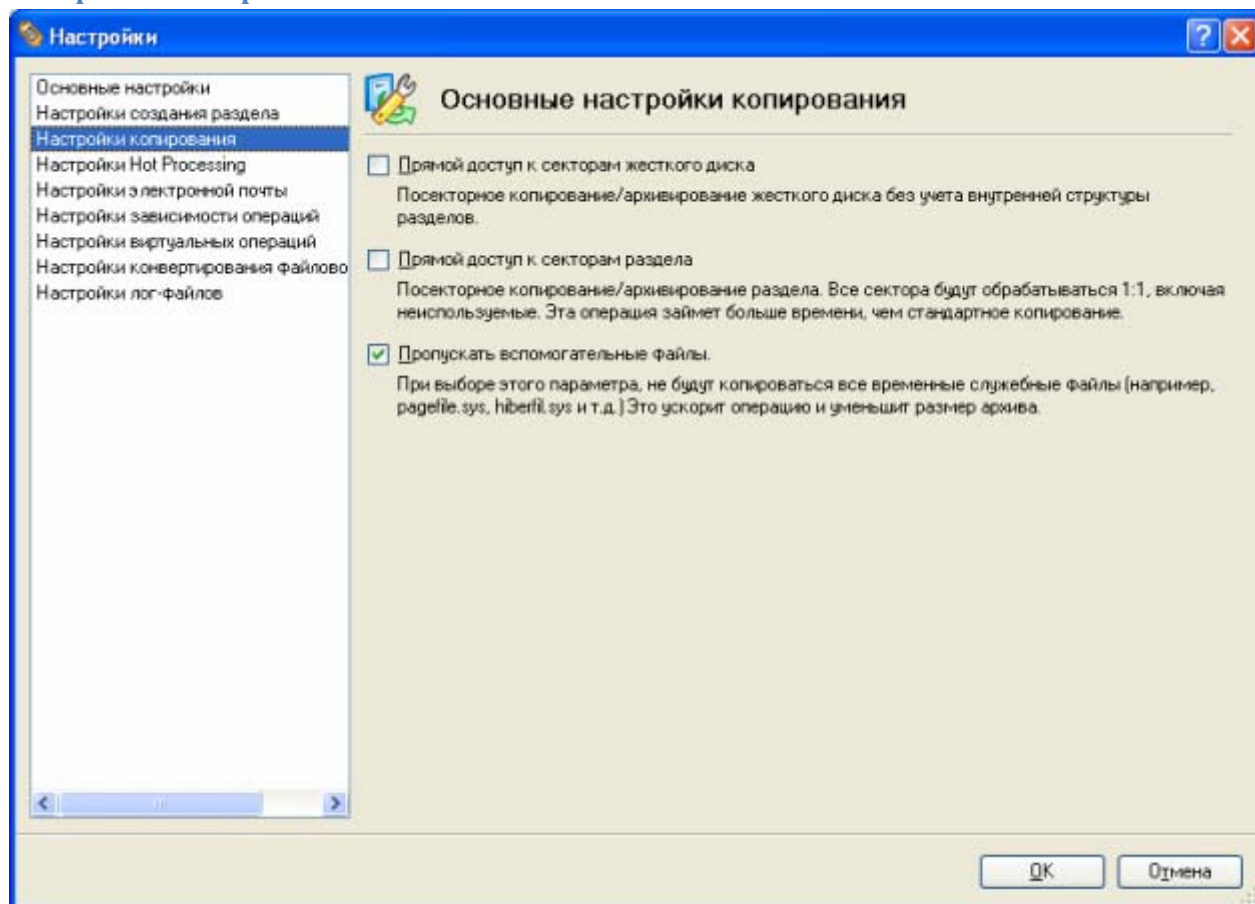 Настройки
Основные настройки
Настройки создания раздела
Настройки копирования
Настройки Hot Processing
Настройки электронной почты
Настройки зависимости операций
Настройки виртуальных операций
Настройки конвертирования файлово
Настройки лог-файлов
Основные настройки копирования
Прямой доступ к секторам жесткого диска
Посекторное копирование/архивирование жесткого диска без учета внутренней структуры
разделов.
Прямой доступ к секторам раздела
Посекторное копирование/архивирование раздела. Все сектора будут обрабатываться 1:1, включая
неиспользуемые. Эта операция займет больше времени, чем стандартное копирование.
Пропускать вспомогательные файлы.
При выборе этого параметра, не будут копироваться все временные служебные файлы (например,
pagefile.sys, hiberfil.sys и т.д.) Это ускорит операцию и уменьшит размер архива.
OK
Отмена